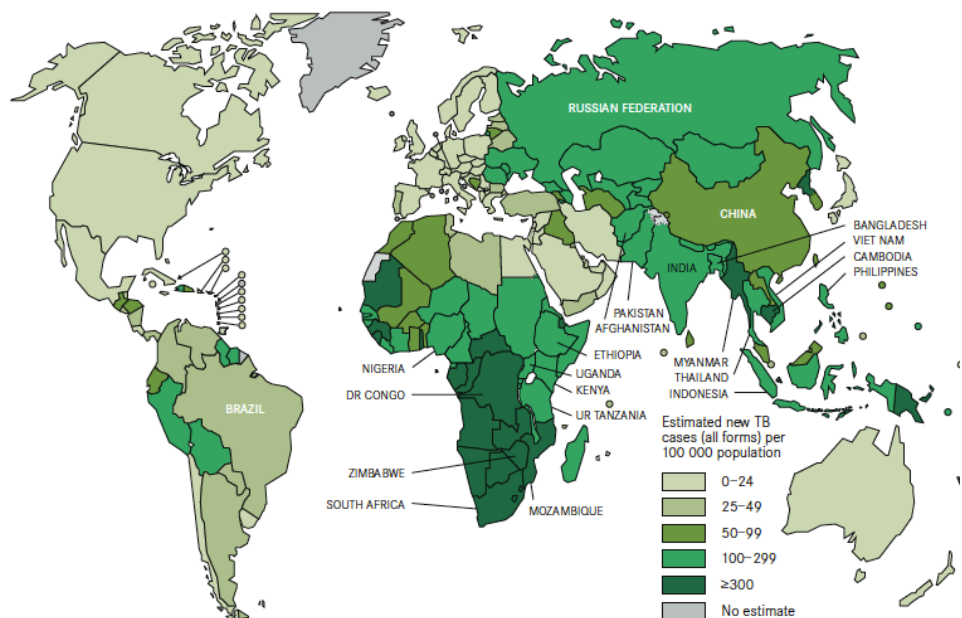 RUSSIAN FEDERATION
CHINA
BANGLADESH
VIET NAM
CAMBODIA
PHILIPPINES
INDIA
PAKISTAN
AFGHANISTAN
NIGERIA
ETHIOPIA
UGANDA
KENYA
DR CONGO
UR TANZANIA
MYANMAR
THAILAND
INDONESIA
BRAZIL
ZIMBABWE
SOUTH AFRICA
MOZAMBIQUE
Estimated new TB
cases (all forms) per
100 000 population
0–24
25–49
50–99
100–299
≥300
No estimate